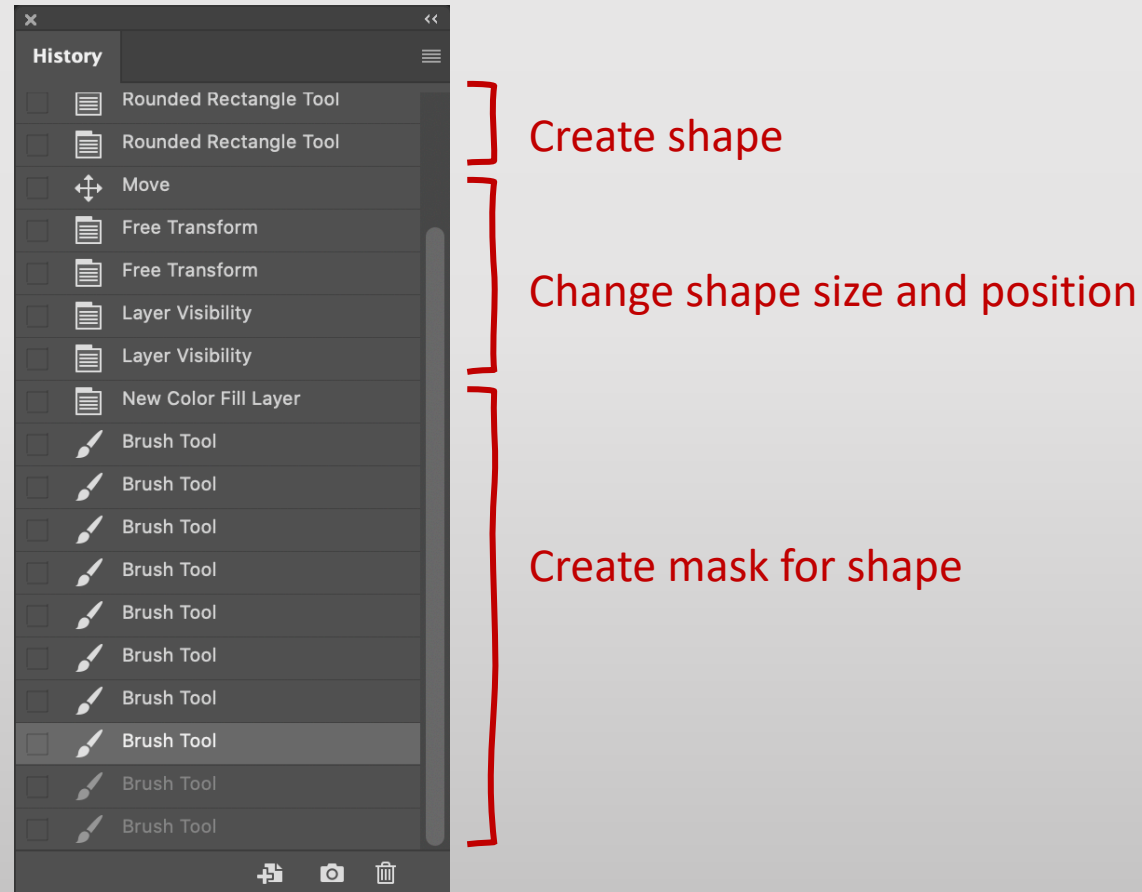 History
Rounded Rectangle Tool
Rounded Rectangle Tool
Move
Free Transform
Free Transform
Layer Visibility
Layer Visibility
New Color Fill Layer
Brush Tool
Brush Tool
Brush Tool
Brush Tool
Brush Tool
Brush Tool
Brush Tool
Brush Tool
Brush Tool
Brush Tool
Create shape
Change shape size and position
Create mask for shape